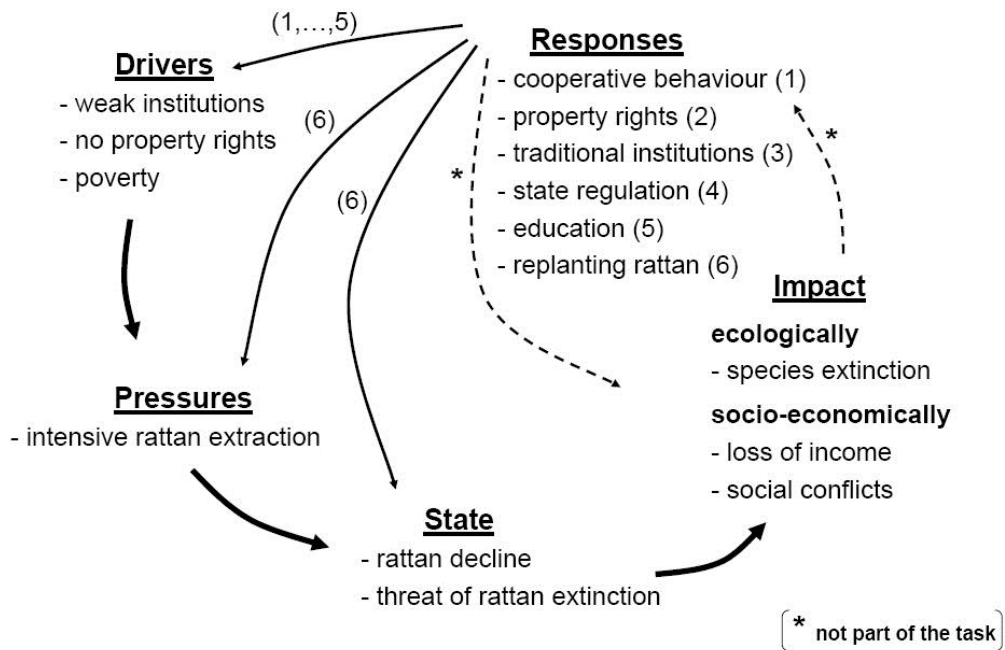 (1,...,5)
Responses
Drivers
- cooperative behaviour (1)
- weak institutions
- property rights (2)
(6)
*
- no property rights
- traditional institutions (3)
- poverty
*
(6)
- state regulation (4)
- education (5)
- replanting rattan (6)
Impact
ecologically
- species extinction
Pressures
socio-economically
- intensive rattan extraction
- loss of income
- social conflicts
State
- rattan decline
- threat of rattan extinction
* not part of the task